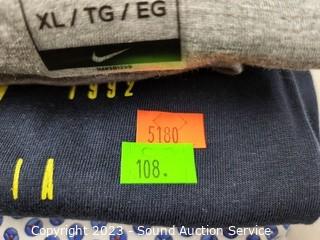 XL / TG / EG
1992
5180
108.
I A
Copyright 2023 - Sound Auction Service